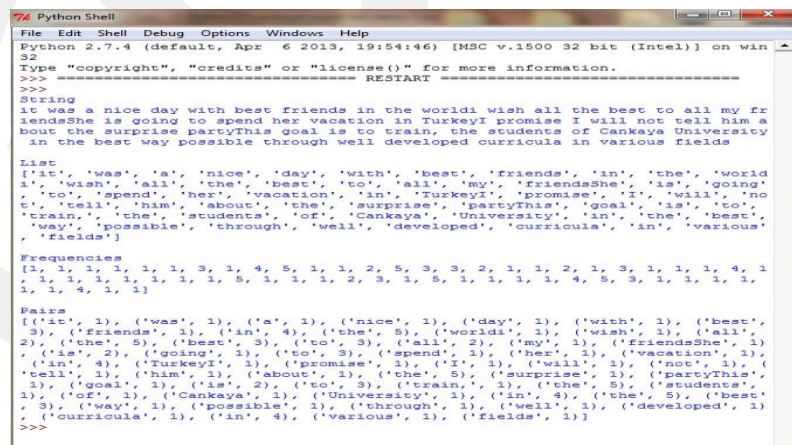 Python Shell
File Edit Shell Debug Options Windows Help
Python 2.7.4 (default, Apr  6 2013, 19:54:46) [MSC v.1500 32 bit (Intel)] on win
32
Type "copyright", "credits" or "license()" for more information.
>>> ================================ RESTART ================================
>>>
String
it was a nice day with best friends in the worldi wish all the best to all my fr
iendsShe is going to spend her vacation in TurkeyI promise I will not tell him a
bout the surprise partyThis goal is to train, the students of Cankaya University
 in the best way possible through well developed curricula in various fields
List
['it', 'was', 'a', 'nice', 'day', 'with', 'best', 'friends', 'in', 'the', 'world
i', 'wish', 'all', 'the', 'best', 'to', 'all', 'my', 'friendsShe', 'is', 'going'
, 'to', 'spend', 'her', 'vacation', 'in', 'TurkeyI', 'promise', 'I', 'will', 'no
t', 'tell', 'him', 'about', 'the', 'surprise', 'partyThis', 'goal', 'is', 'to',
'train,', 'the', 'students', 'of', 'Cankaya', 'University', 'in', 'the', 'best',
 'way', 'possible', 'through', 'well', 'developed', 'curricula', 'in', 'various'
, 'fields']
Frequencies
[1, 1, 1, 1, 1, 1, 3, 1, 4, 5, 1, 1, 2, 5, 3, 3, 2, 1, 1, 2, 1, 3, 1, 1, 1, 4, 1
, 1, 1, 1, 1, 1, 1, 1, 5, 1, 1, 1, 2, 3, 1, 5, 1, 1, 1, 1, 4, 5, 3, 1, 1, 1, 1,
1, 1, 4, 1, 1]
Pairs
[('it', 1), ('was', 1), ('a', 1), ('nice', 1), ('day', 1), ('with', 1), ('best',
 3), ('friends', 1), ('in', 4), ('the', 5), ('worldi', 1), ('wish', 1), ('all',
2), ('the', 5), ('best', 3), ('to', 3), ('all', 2), ('my', 1), ('friendsShe', 1)
, ('is', 2), ('going', 1), ('to', 3), ('spend', 1), ('her', 1), ('vacation', 1),
 ('in', 4), ('TurkeyI', 1), ('promise', 1), ('I', 1), ('will', 1), ('not', 1), (
'tell', 1), ('him', 1), ('about', 1), ('the', 5), ('surprise', 1), ('partyThis',
 1), ('goal', 1), ('is', 2), ('to', 3), ('train,', 1), ('the', 5), ('students',
1), ('of', 1), ('Cankaya', 1), ('University', 1), ('in', 4), ('the', 5), ('best'
, 3), ('way', 1), ('possible', 1), ('through', 1), ('well', 1), ('developed', 1)
, ('curricula', 1), ('in', 4), ('various', 1), ('fields', 1)]
>>>